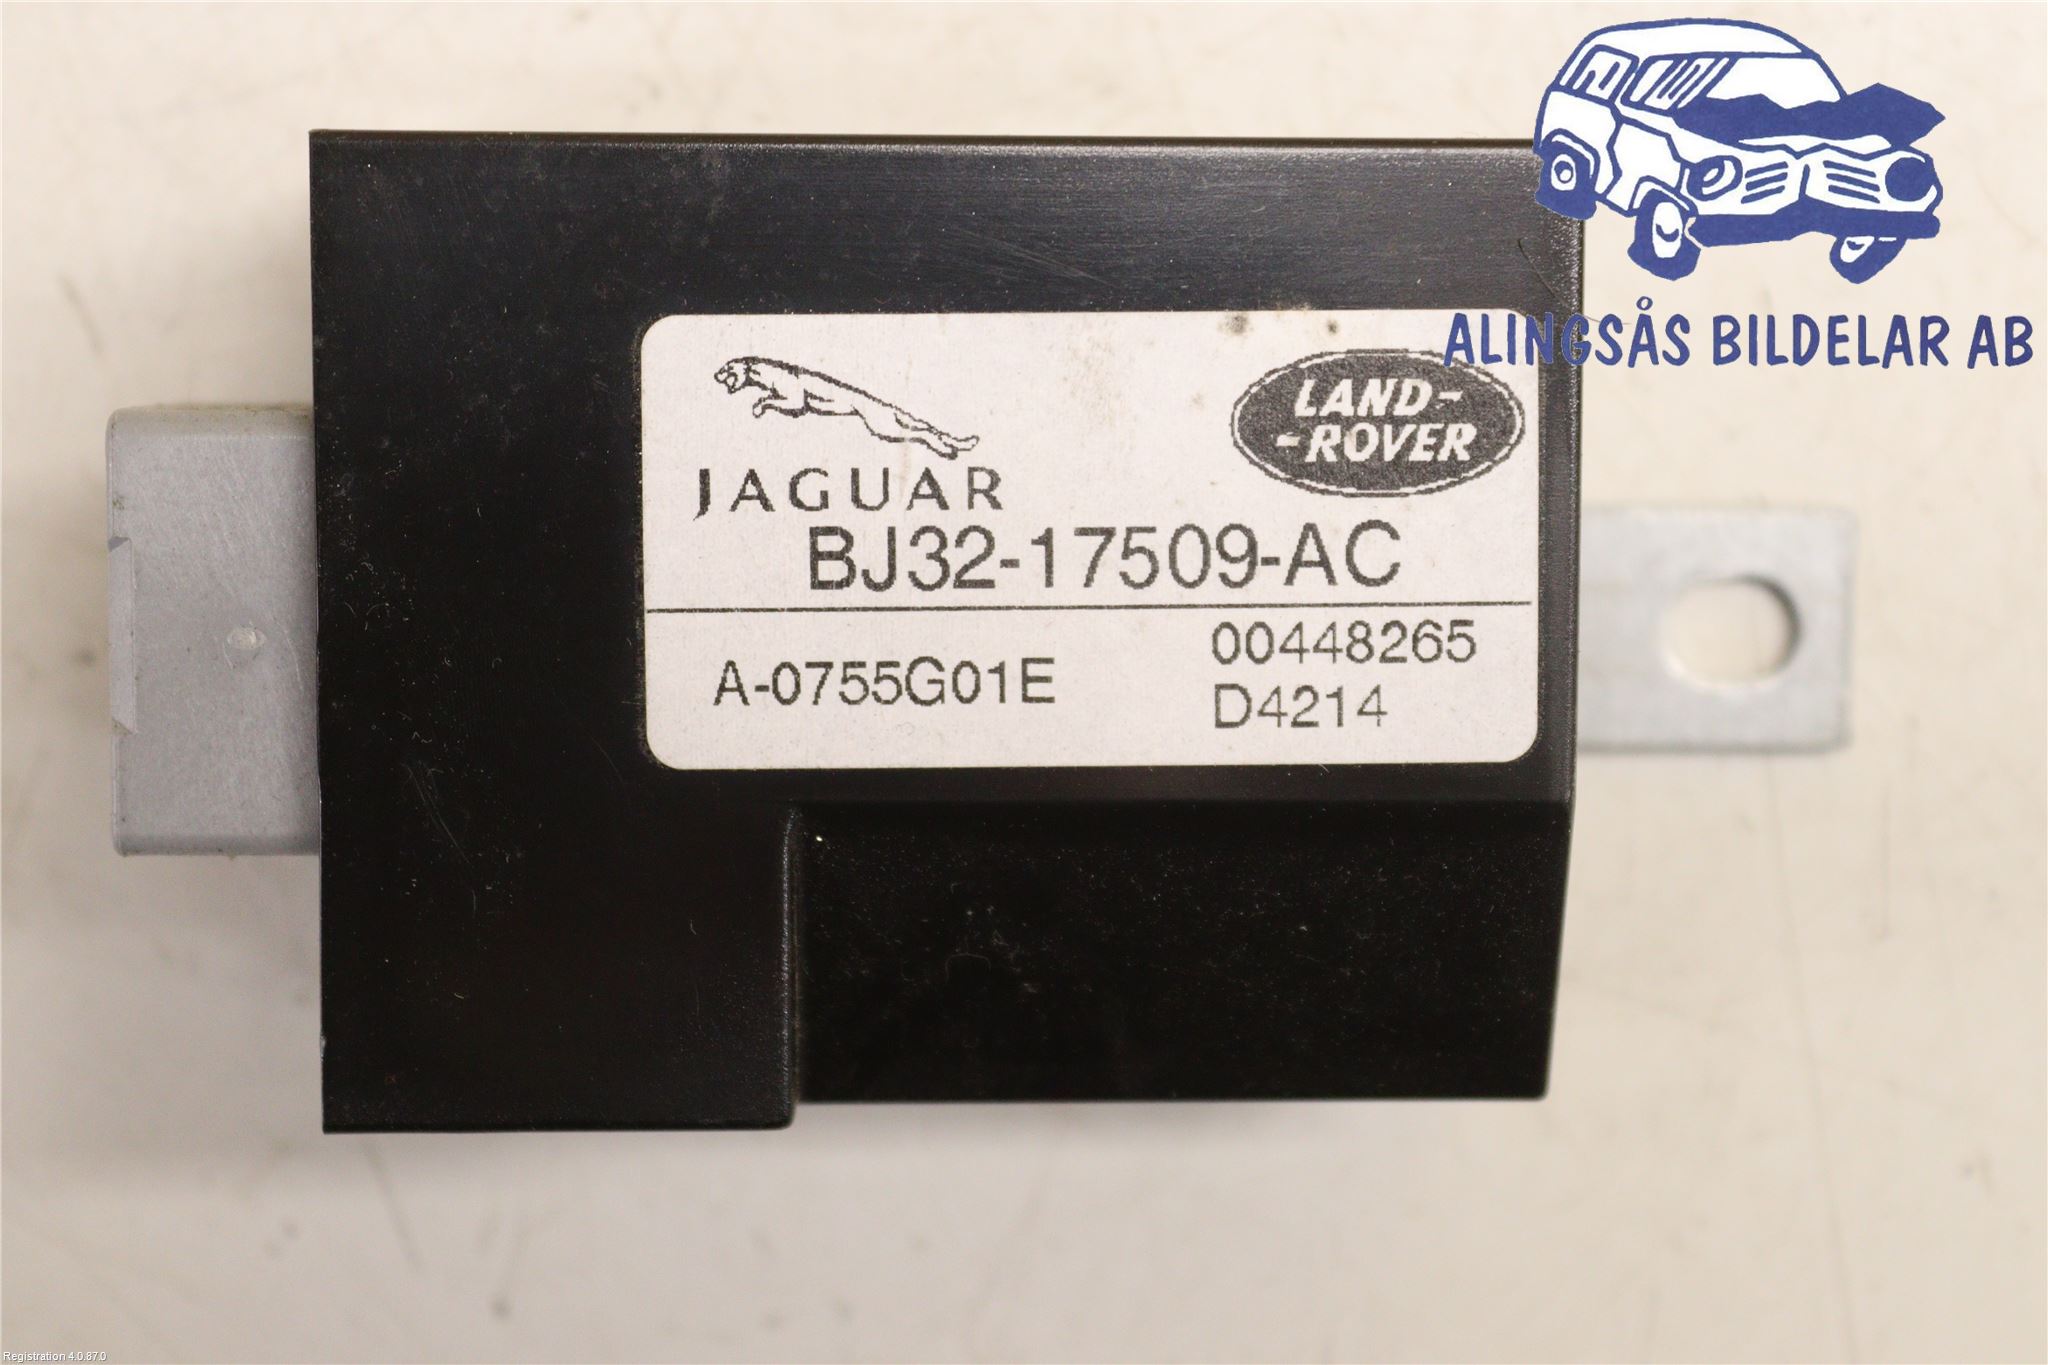 ALINGSÅS BILDELAR AB
JAGUAR
LAND-
-ROVER
BJ32-17509-AC
A-0755G01E
00448265
D4214
Registration 4.0.87.0